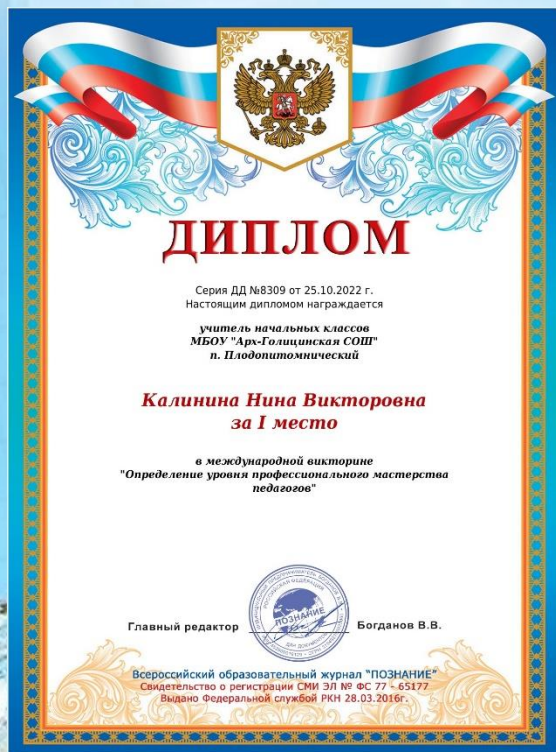 ДИПЛОМ
Серия ДД №8309 от 25.10.2022 г.
Настоящим дипломом награждается
учитель начальных классов
МБОУ "Арх-Голицинская СОШ"
п. Плодопитомнический
Калинина Нина Викторовна
за I место
в международной викторине
"Определение уровня профессионального мастерства
педагогов"
ПОЗНАНИЕ
Главный редактор
Богданов В.В.
Всероссийский образовательный журнал "ПОЗНАНИЕ"
Свидетельство о регистрации СМИ ЭЛ № ФС 77 - 65177
Выдано Федеральной службой РКН 28.03.2016г.